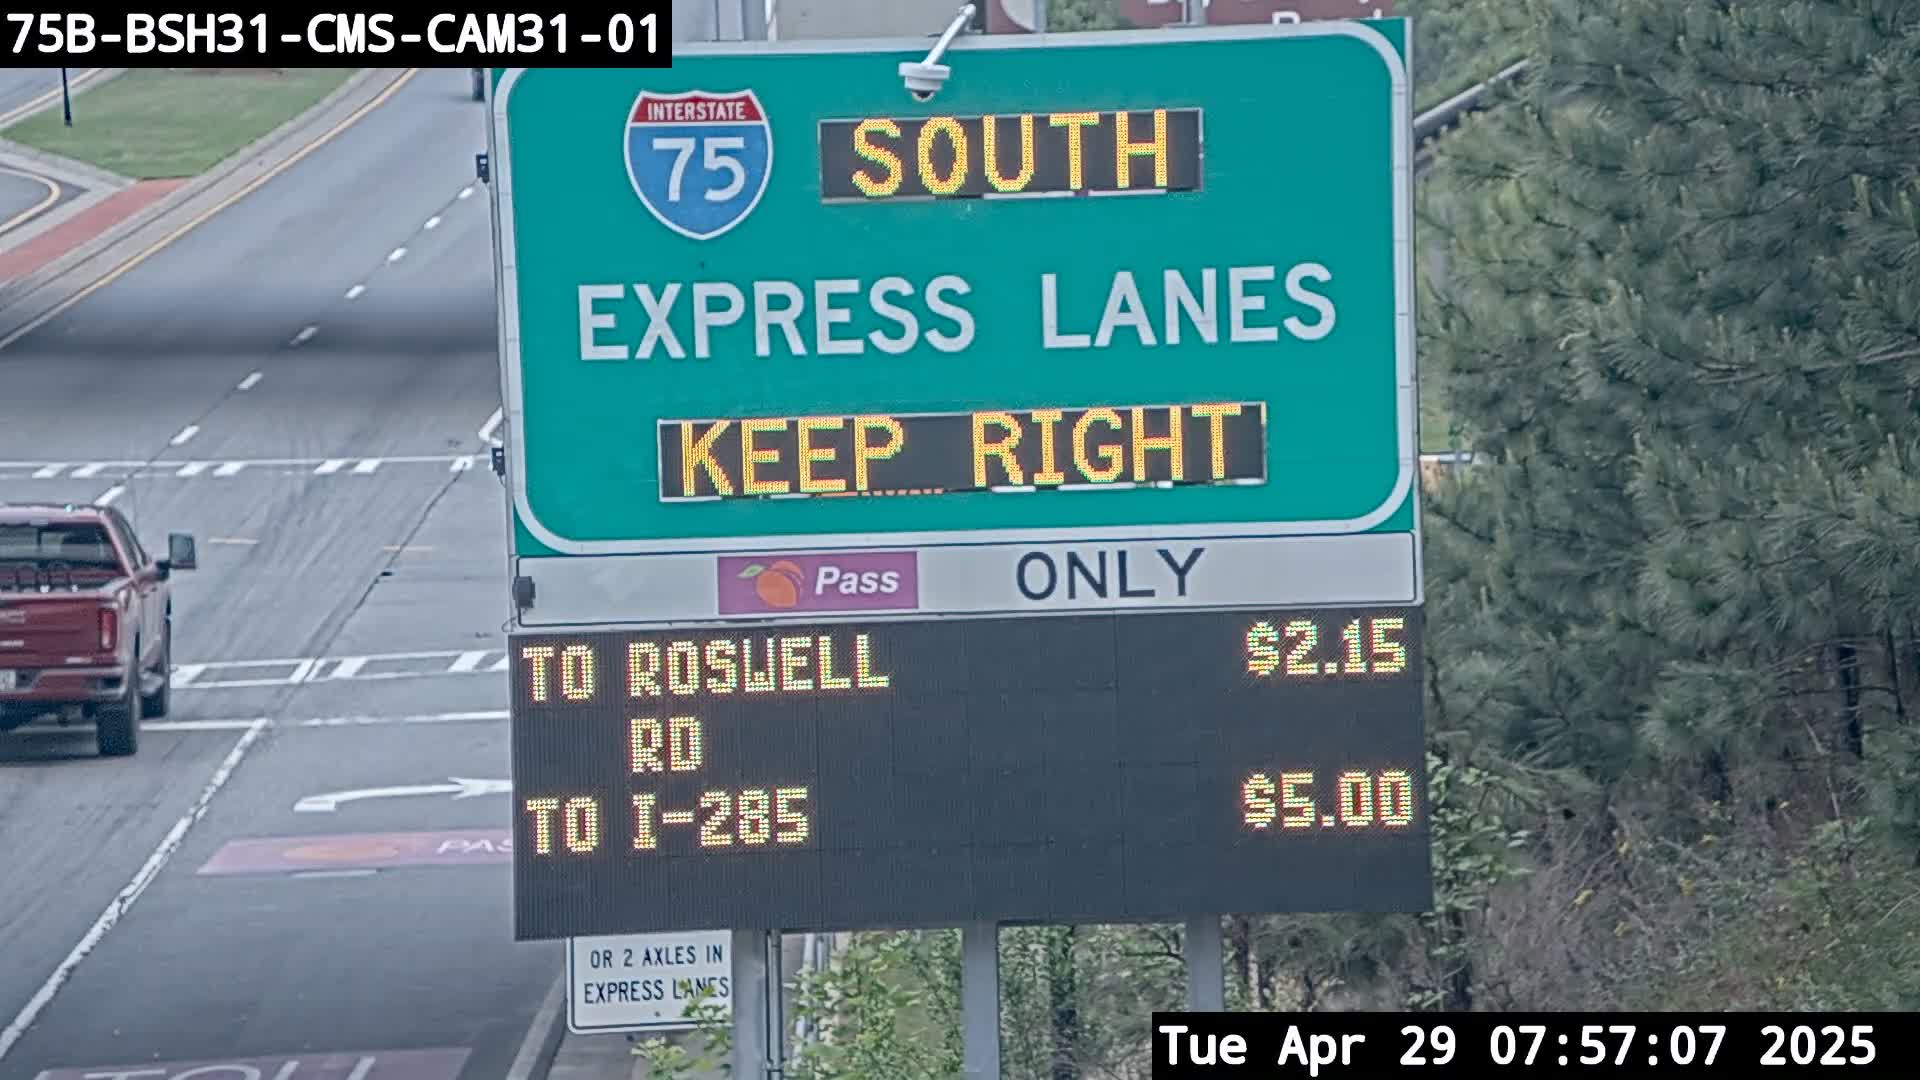 75B-BSH31-CMS-CAM31-01
INTERSTATE
75
SOUTH
EXPRESS LANES
KEEP RIGHT
Pass ONLY
TO ROSWELL $2.15
RD
TO I-285 $5.00
OR 2 AXLES IN
EXPRESS LANES
TOLL
Tue Apr 29 07:57:07 2025